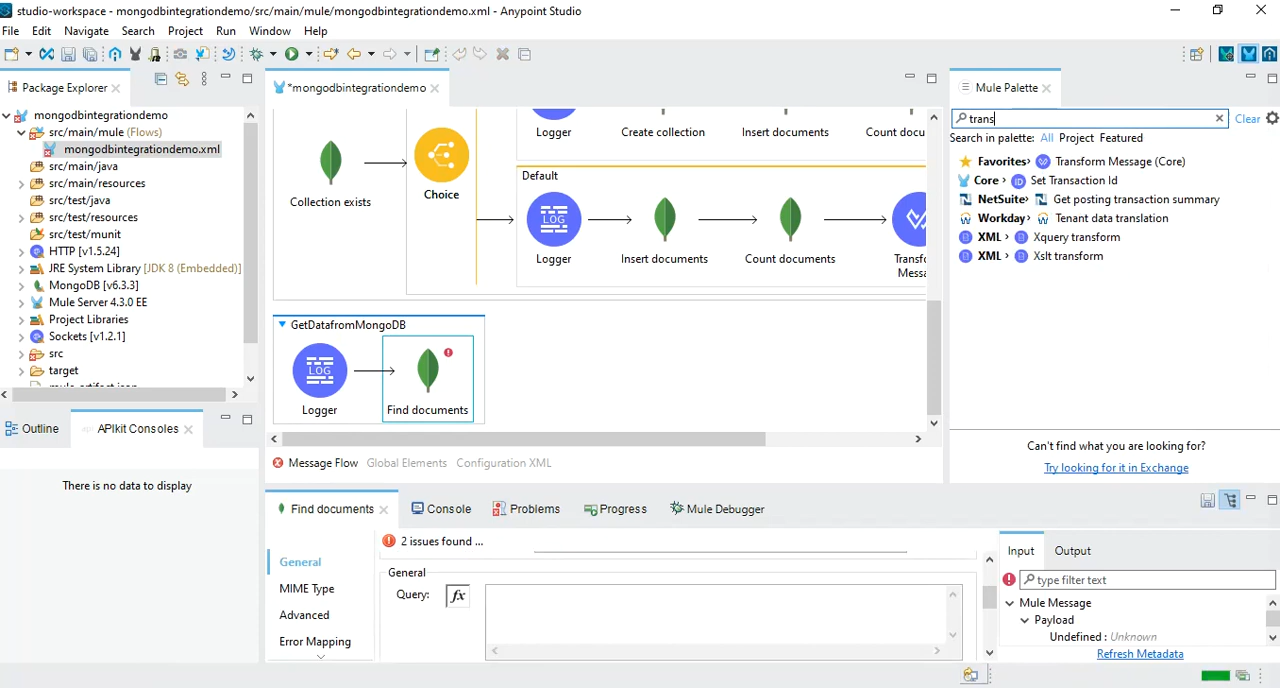 studio-workspace - mongodbintegrationdemo/src/main/mule/mongodbintegrationdemo.xml - Anypoint Studio
File Edit Navigate Search Project Run Window Help
Package Explorer
mongodbintegrationdemo
src/main/mule (Flows)
mongodbintegrationdemo.xml
src/main/java
src/main/resources
src/test/java
src/test/resources
src/test/munit
HTTP [v1.5.24]
JRE System Library [JDK 8 (Embedded)]
MongoDB [v6.3.3]
Mule Server 4.3.0 EE
Project Libraries
Sockets [v1.2.1]
src
target
Outline
APIkit Consoles
There is no data to display
*mongodbintegrationdemo
Logger
Create collection
Insert documents
Count docu
Collection exists
Choice
Default
LOG
Logger
Insert documents
Count documents
Transfo
Messa
GetDatafromMongoDB
LOG
Logger
Find documents
Message Flow Global Elements Configuration XML
Mule Palette
trans
Clear
Search in palette: All Project Featured
Favorites> Transform Message (Core)
Core > Set Transaction Id
NetSuite> Get posting transaction summary
Workday> Tenant data translation
XML > Xquery transform
XML > Xslt transform
Can't find what you are looking for?
Try looking for it in Exchange
Find documents
Console
Problems
Progress
Mule Debugger
2 issues found ...
General
MIME Type
Advanced
Error Mapping
General
Query:
fx
Input
Output
type filter text
Mule Message
Payload
Undefined : Unknown
Refresh Metadata